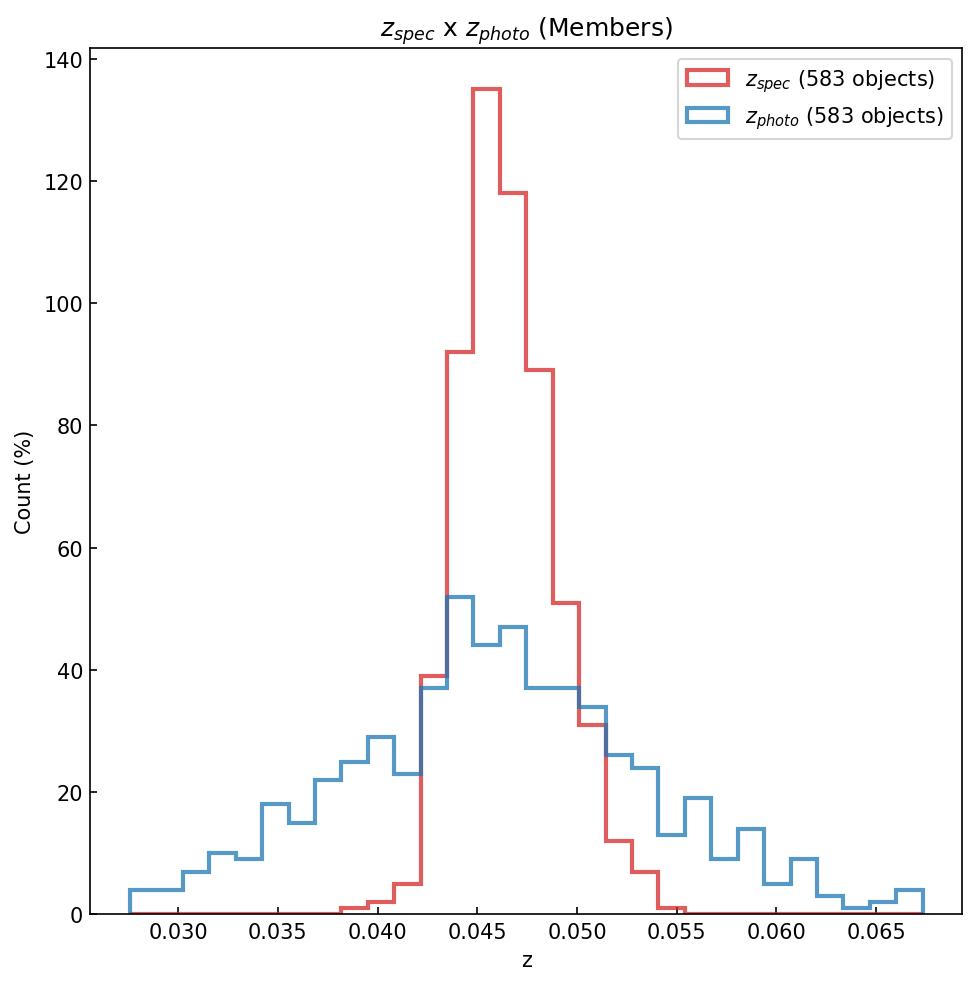 z_spec x z_photo (Members)
z_spec (583 objects)
z_photo (583 objects)
Count (%)
140
120
100
80
60
40
20
0
0.030 0.035 0.040 0.045 0.050 0.055 0.060 0.065
z